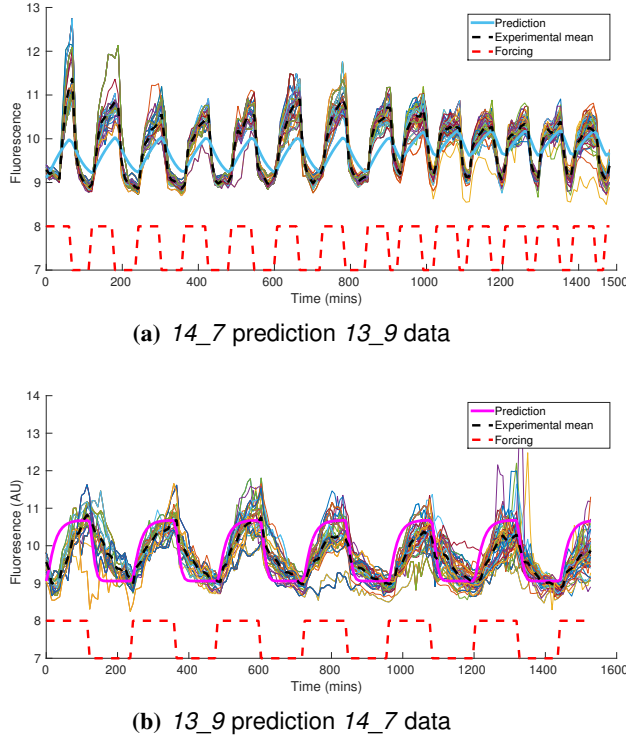 13
12
11
10
9
8
7
Fluorescence
Prediction
Experimental mean
Forcing
0 200 400 600 800 1000 1200 1400 1500
Time (mins)
(a) 14_7 prediction 13_9 data
14
13
12
11
10
9
8
7
Fluoresence (AU)
Prediction
Experimental mean
Forcing
0 200 400 600 800 1000 1200 1400 1600
Time (mins)
(b) 13_9 prediction 14_7 data